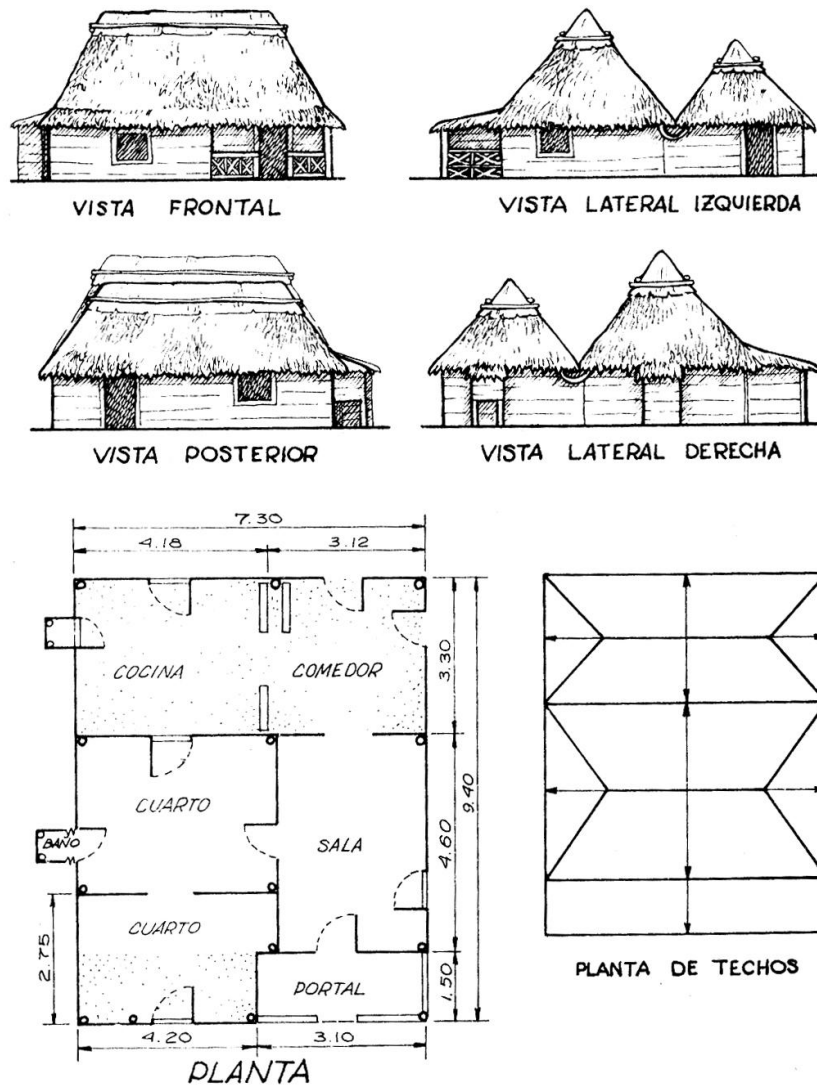 VISTA FRONTAL
VISTA LATERAL IZQUIERDA
VISTA POSTERIOR
VISTA LATERAL DERECHA
7.30
4.18
3.12
COCINA
COMEDOR
3.30
CUARTO
9.40
4.60
BAÑO
SALA
CUARTO
2.75
PORTAL
1.50
4.20
3.10
PLANTA
PLANTA DE TECHOS